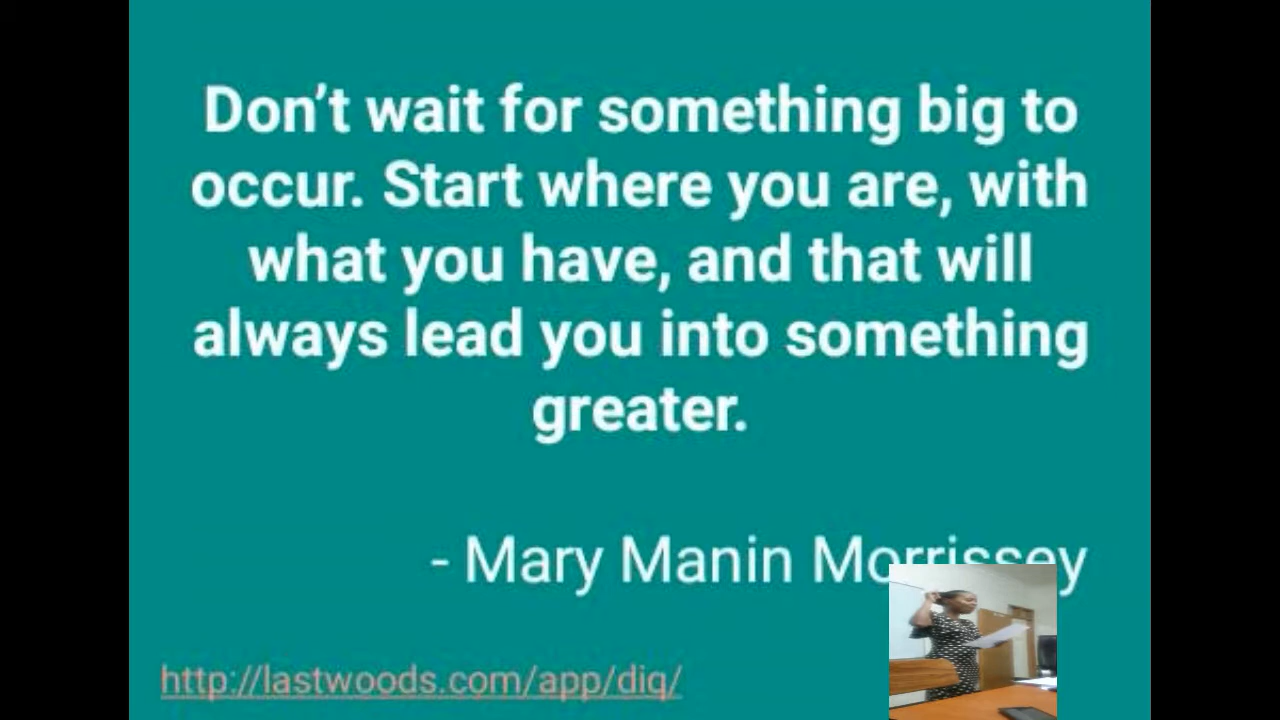 Don’t wait for something big to
occur. Start where you are, with
what you have, and that will
always lead you into something
greater.
- Mary Manin Morrissey
http://lastwoods.com/app/diq/